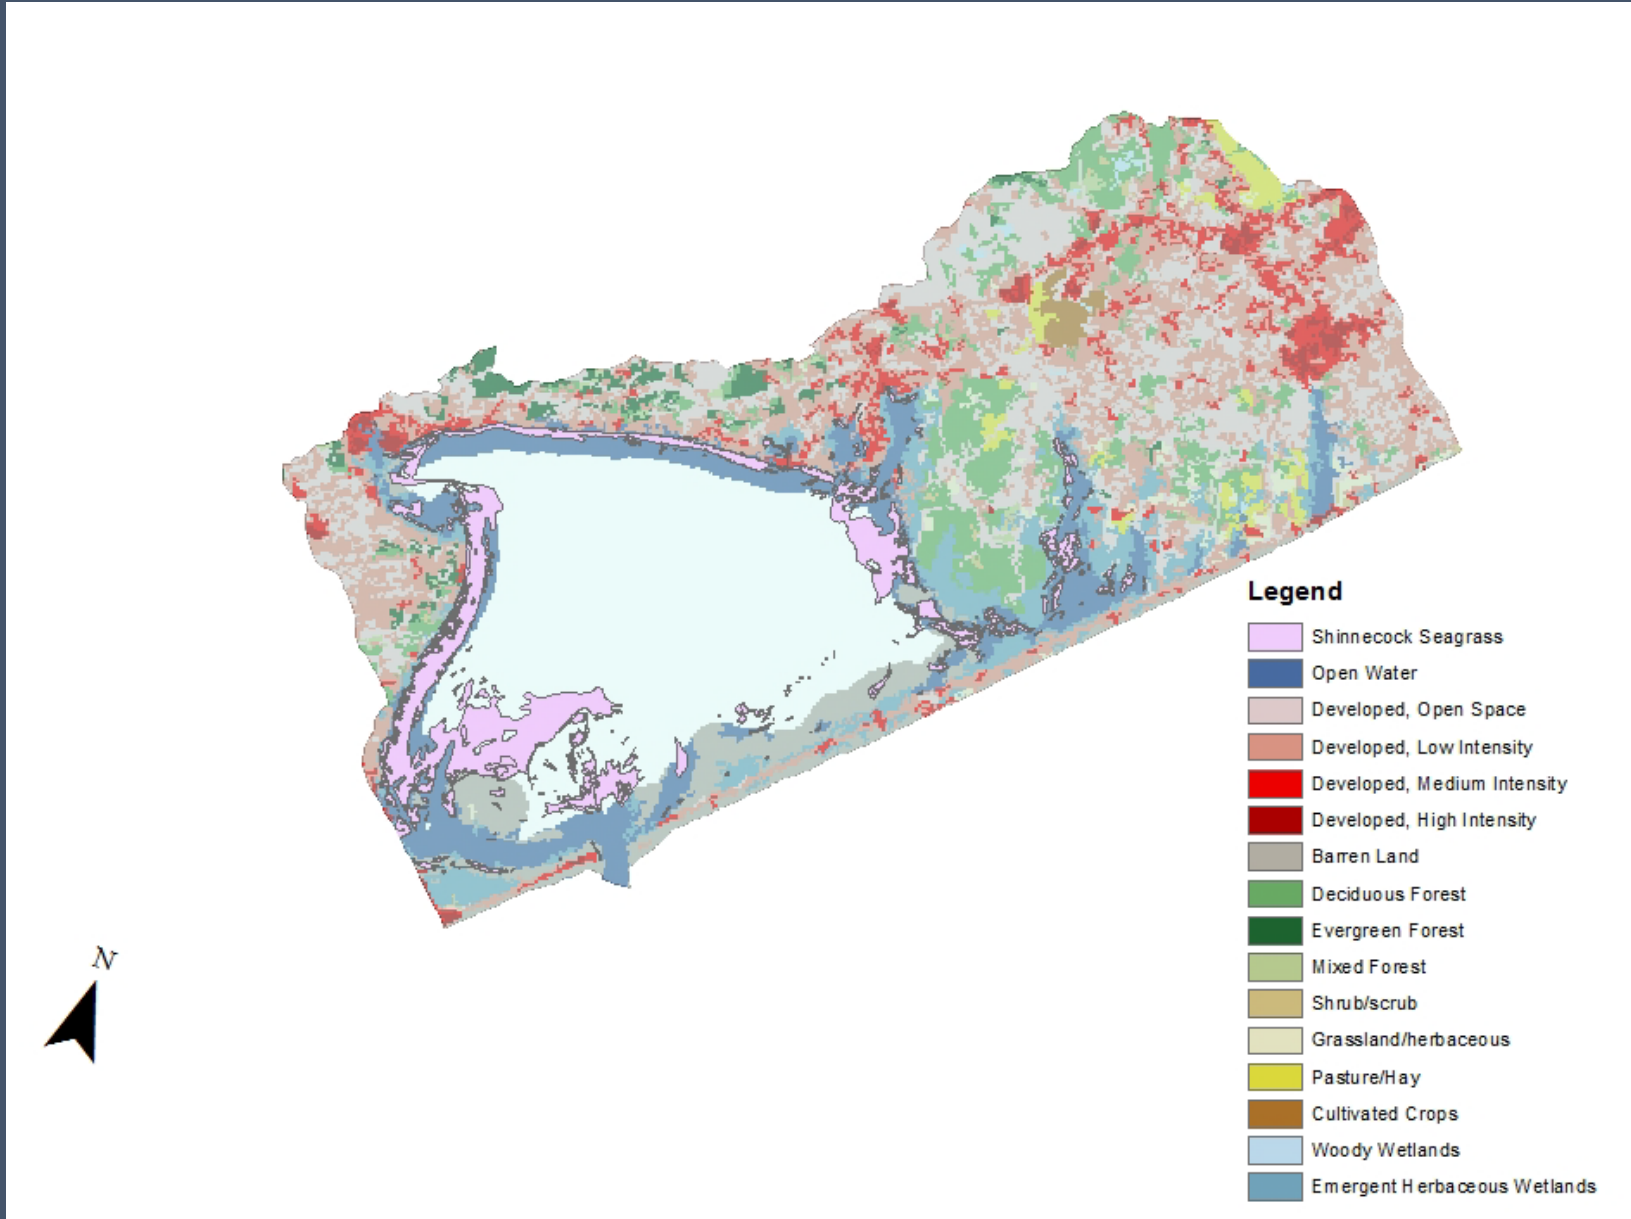 Legend
Shinnecock Seagrass
Open Water
Developed, Open Space
Developed, Low Intensity
Developed, Medium Intensity
Developed, High Intensity
Barren Land
Deciduous Forest
Evergreen Forest
Mixed Forest
Shrub/scrub
Grassland/herbaceous
Pasture/Hay
Cultivated Crops
Woody Wetlands
Emergent Herbaceous Wetlands
N